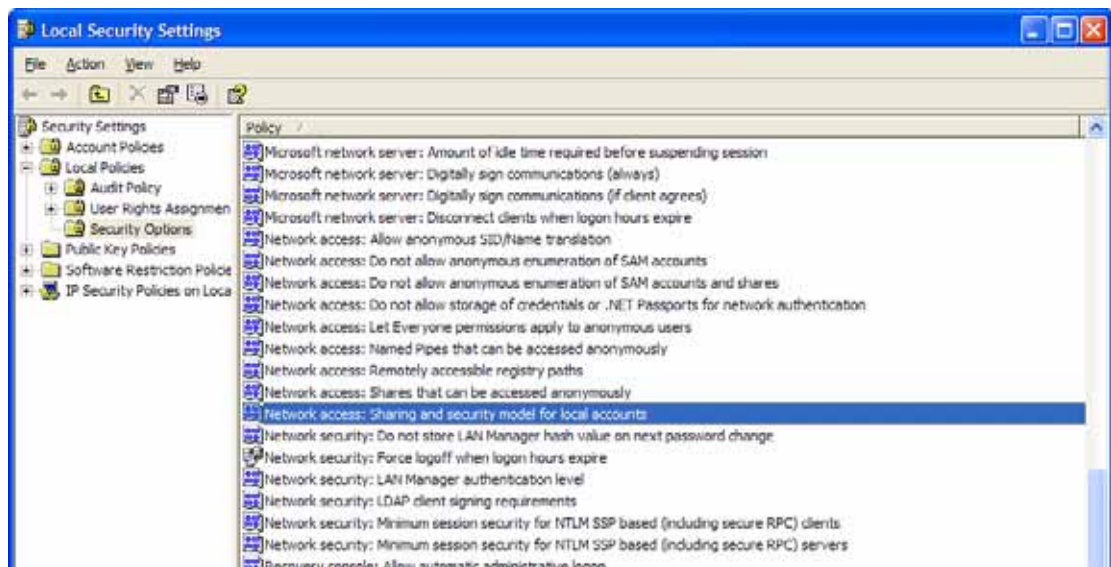 Local Security Settings
File Action View Help
Security Settings
Account Policies
Local Policies
Audit Policy
User Rights Assignmen
Security Options
Public Key Policies
Software Restriction Policie
IP Security Policies on Loca
Policy
Microsoft network server: Amount of idle time required before suspending session
Microsoft network server: Digitally sign communications (always)
Microsoft network server: Digitally sign communications (if client agrees)
Microsoft network server: Disconnect clients when logon hours expire
Network access: Allow anonymous SID/Name translation
Network access: Do not allow anonymous enumeration of SAM accounts
Network access: Do not allow anonymous enumeration of SAM accounts and shares
Network access: Do not allow storage of credentials or .NET Passports for network authentication
Network access: Let Everyone permissions apply to anonymous users
Network access: Named Pipes that can be accessed anonymously
Network access: Remotely accessible registry paths
Network access: Shares that can be accessed anonymously
Network access: Sharing and security model for local accounts
Network security: Do not store LAN Manager hash value on next password change
Network security: Force logoff when logon hours expire
Network security: LAN Manager authentication level
Network security: LDAP client signing requirements
Network security: Minimum session security for NTLM SSP based (including secure RPC) clients
Network security: Minimum session security for NTLM SSP based (including secure RPC) servers
Recovery console: Allow automatic administrative logon